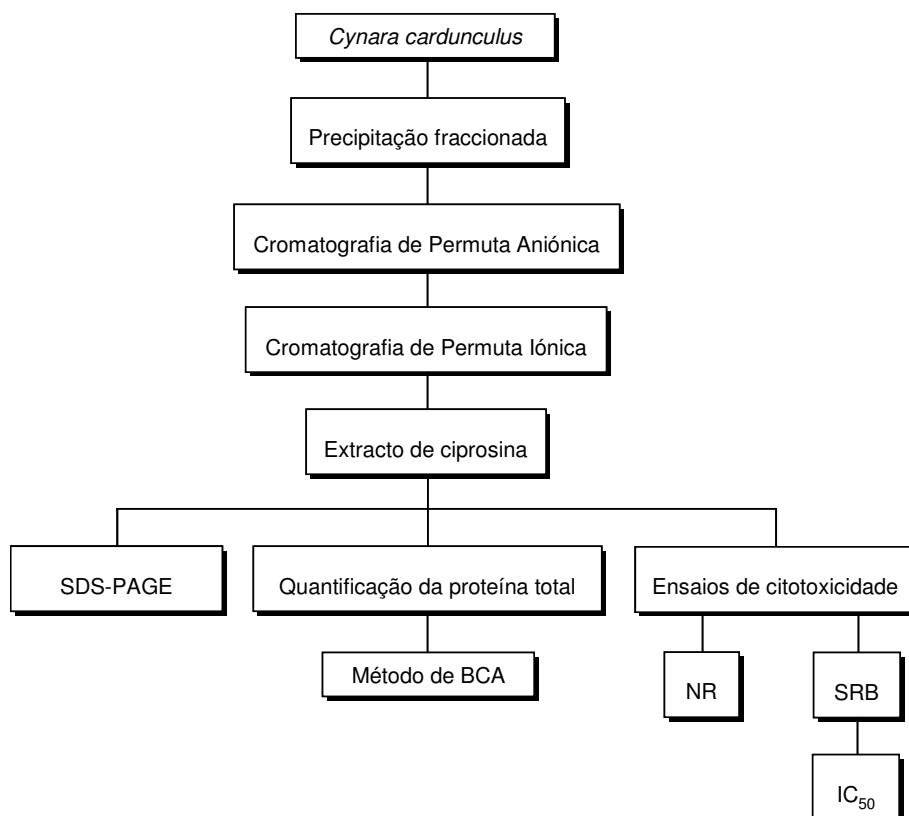 Cynara cardunculus
Precipitação fraccionada
Cromatografia de Permuta Aniónica
Cromatografia de Permuta Iónica
Extracto de ciprosina
SDS-PAGE
Quantificação da proteína total
Ensaios de citotoxicidade
Método de BCA
NR
SRB
IC50